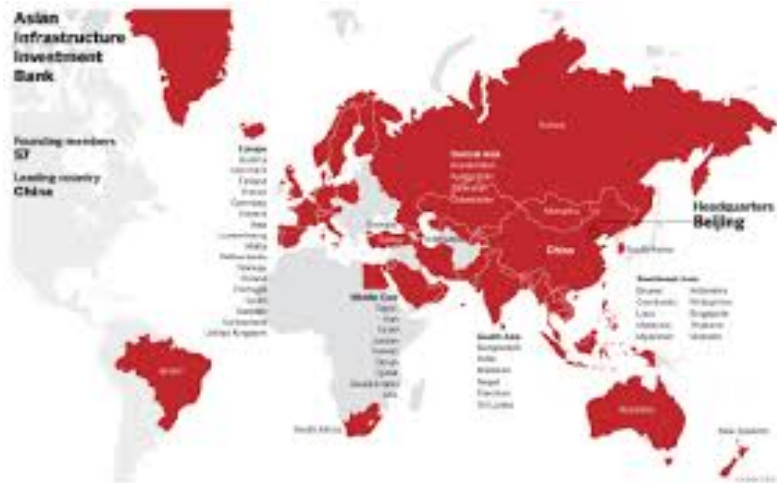 Asian
Infrastructure
Investment
Bank
Founding members
57
Leading country
China
Europe
Austria
Denmark
Finland
France
Germany
Iceland
Luxembourg
Malta
Netherlands
Norway
Poland
Portugal
Spain
Sweden
Switzerland
United Kingdom
Russia
Central Asia
Kazakhstan
Kyrgyzstan
Uzbekistan
Mongolia
China
Headquarters
Beijing
South Korea
Georgia
Middle East
Egypt
Iran
Israel
Jordan
Kuwait
Oman
Qatar
Saudi Arabia
UAE
South Asia
Bangladesh
India
Maldives
Nepal
Pakistan
Sri Lanka
Southeast Asia
Brunei Indonesia
Cambodia Philippines
Laos Singapore
Malaysia Thailand
Myanmar Vietnam
Brazil
South Africa
Australia
New Zealand